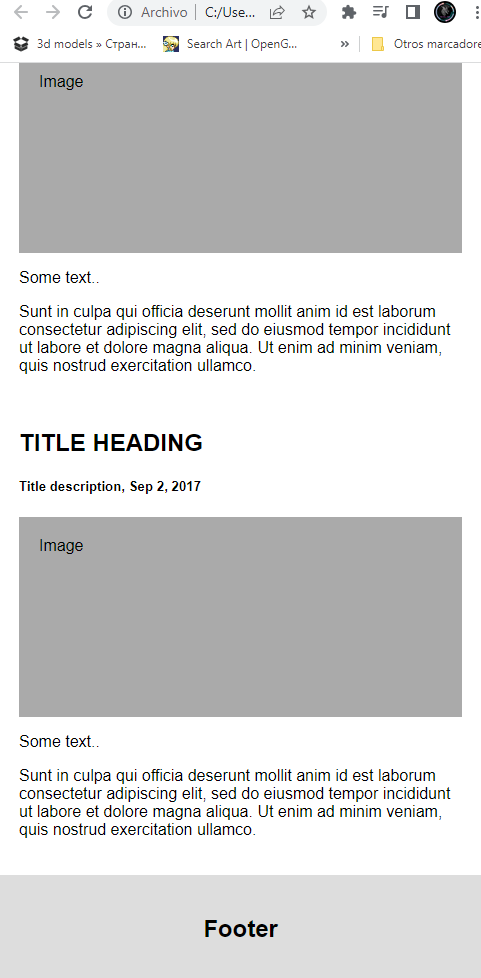 Archivo | C:/Use...
3d models » Стран... Search Art | OpenG... » Otros marcadore
Image
Some text..
Sunt in culpa qui officia deserunt mollit anim id est laborum
consectetur adipiscing elit, sed do eiusmod tempor incididunt
ut labore et dolore magna aliqua. Ut enim ad minim veniam,
quis nostrud exercitation ullamco.
TITLE HEADING
Title description, Sep 2, 2017
Image
Some text..
Sunt in culpa qui officia deserunt mollit anim id est laborum
consectetur adipiscing elit, sed do eiusmod tempor incididunt
ut labore et dolore magna aliqua. Ut enim ad minim veniam,
quis nostrud exercitation ullamco.
Footer